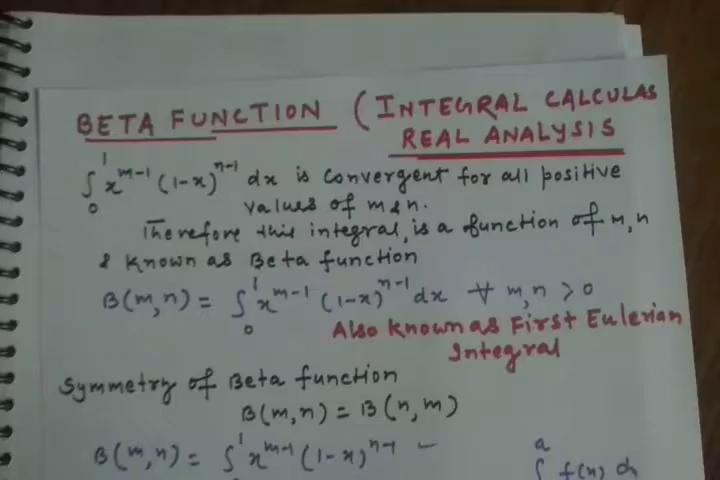 BETA FUNCTION (INTEGRAL CALCULAS
REAL ANALYSIS
∫₀¹ x^(m-1) (1-x)^(n-1) dx is convergent for all positive
values of m & n.
Therefore this integral, is a function of m, n
& known as Beta function
B(m,n) = ∫₀¹ x^(m-1) (1-x)^(n-1) dx ∀ m,n > 0
Also known as First Eulerian
Integral
Symmetry of Beta function
B(m,n) = B(n,m)
B(m,n) = ∫¹ x^(m-1) (1-x)^(n-1) –
∫^a f(x) dx